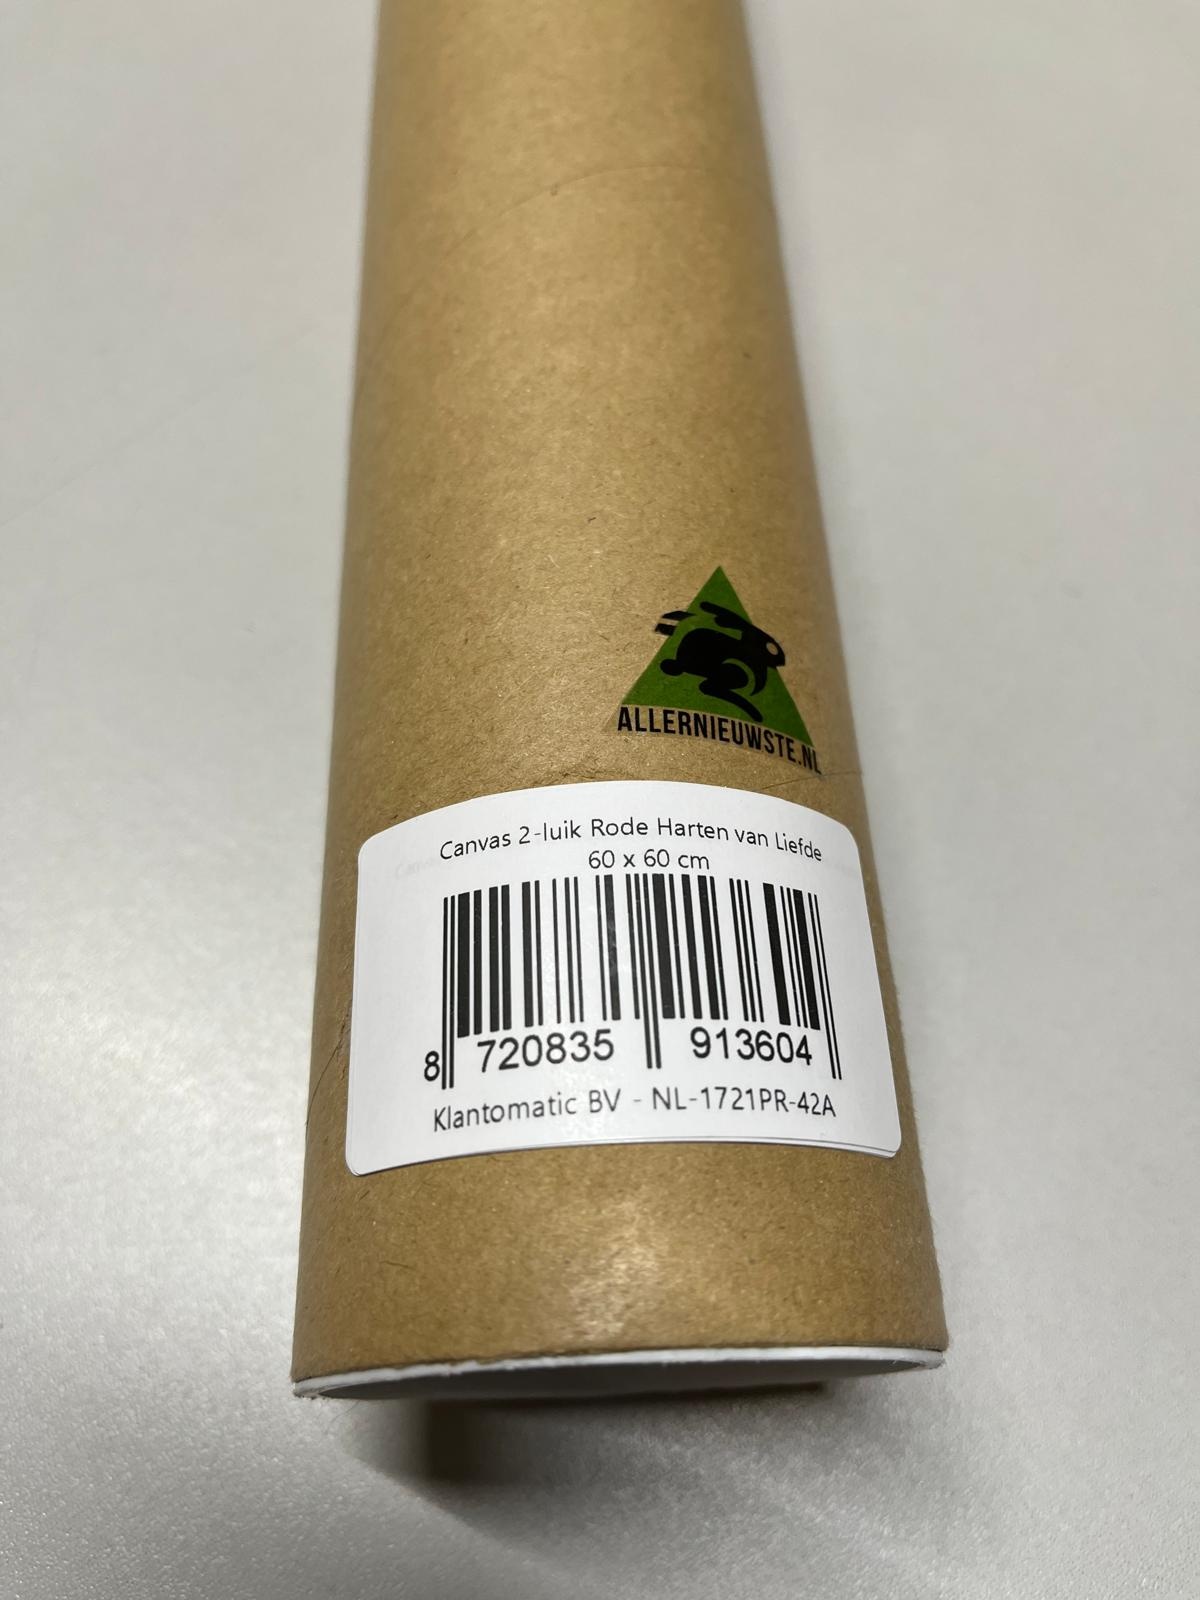 ALLERNIEUWSTE.NL
Canvas 2-luik Rode Harten van Liefde
60 x 60 cm
8 720835 913604
Klantomatic BV - NL-1721PR-42A